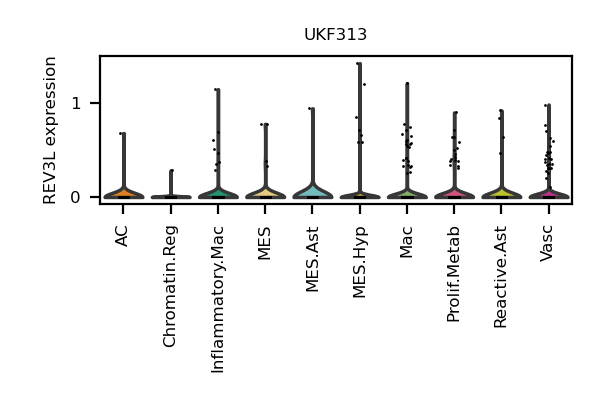 UKF313
REV3L expression
1
0
AC
Chromatin.Reg
Inflammatory.Mac
MES
MES.Ast
MES.Hyp
Mac
Prolif.Metab
Reactive.Ast
Vasc